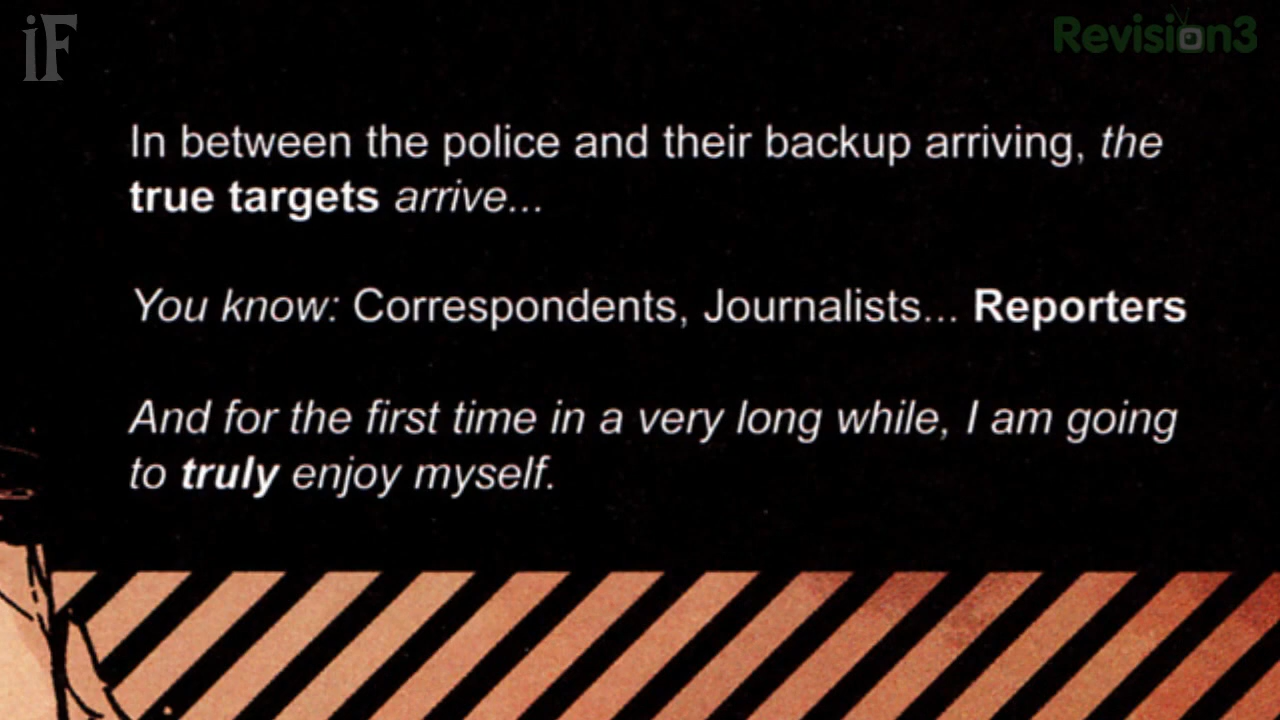 iF
Revision3
In between the police and their backup arriving, the
true targets arrive...
You know: Correspondents, Journalists... Reporters
And for the first time in a very long while, I am going
to truly enjoy myself.